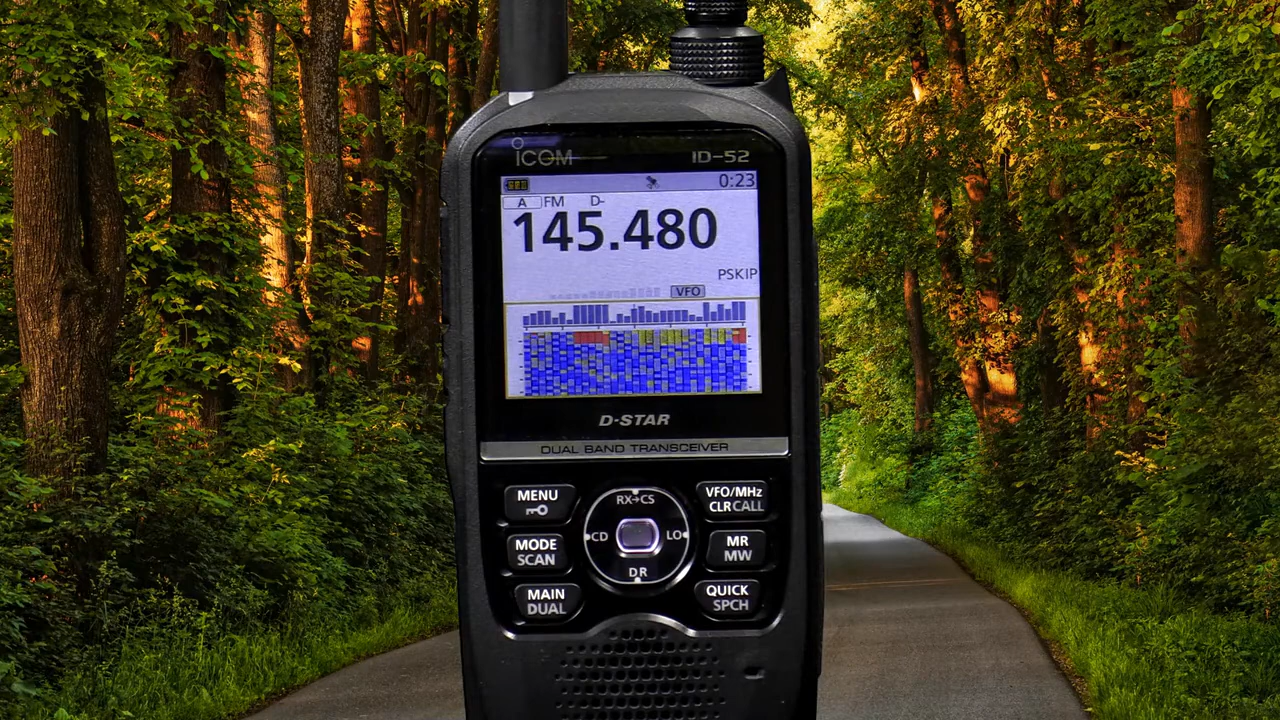 ICOM ID-52
0:23
A FM D-
145.480
PSKIP
VFO
D-STAR
DUAL BAND TRANSCEIVER
MENU RX→CS VFO/MHz
CLR CALL
MODE CD LO MR
SCAN MW
MAIN DR QUICK
DUAL SPCH